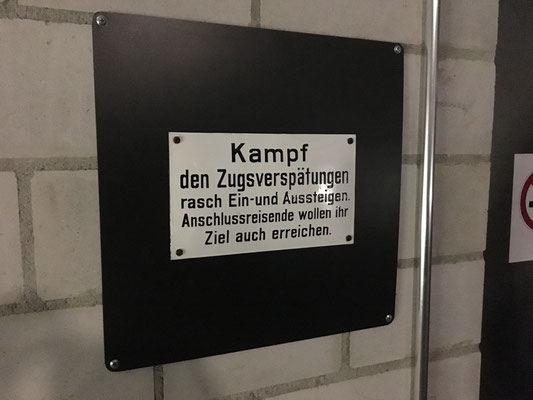 Kampf
den Zugsverspätungen
rasch Ein-und Aussteigen.
Anschlussreisende wollen ihr
Ziel auch erreichen.